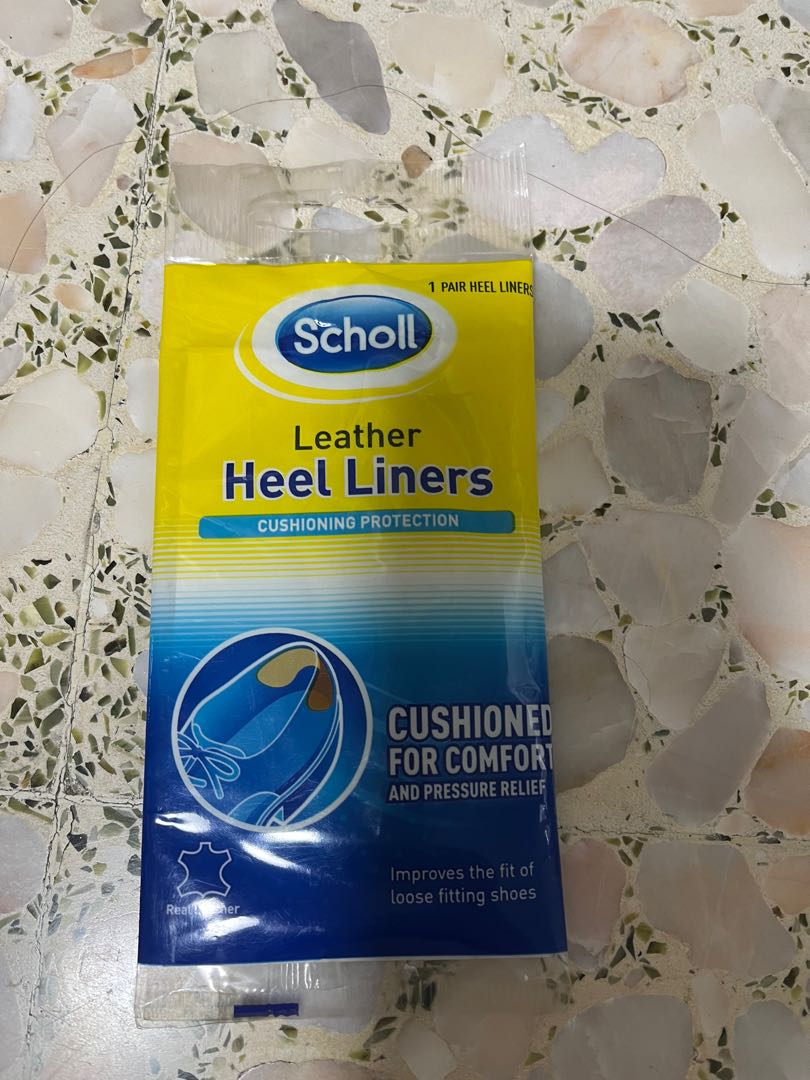 1 PAIR HEEL LINERS
Scholl
Leather
Heel Liners
CUSHIONING PROTECTION
CUSHIONED
FOR COMFORT
AND PRESSURE RELIEF
Improves the fit of
loose fitting shoes
Real